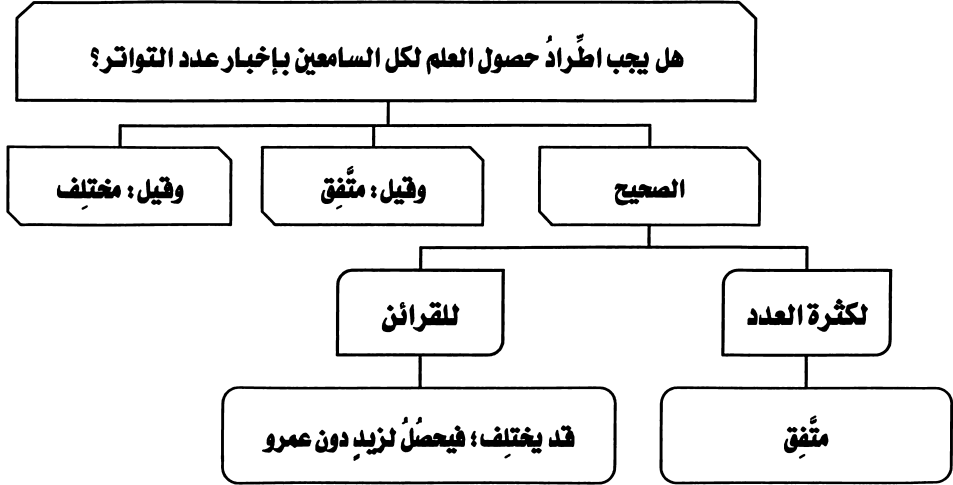 هل يجب اطِّرادُ حصول العلم لكل السامعين بإخبار عدد التواتر؟
الصحيح
وقيل: متَّفِق
وقيل: مختلِف
لكثرة العدد
للقرائن
متَّفِق
قد يختلِف؛ فيحصُلُ لزيدٍ دون عمرو